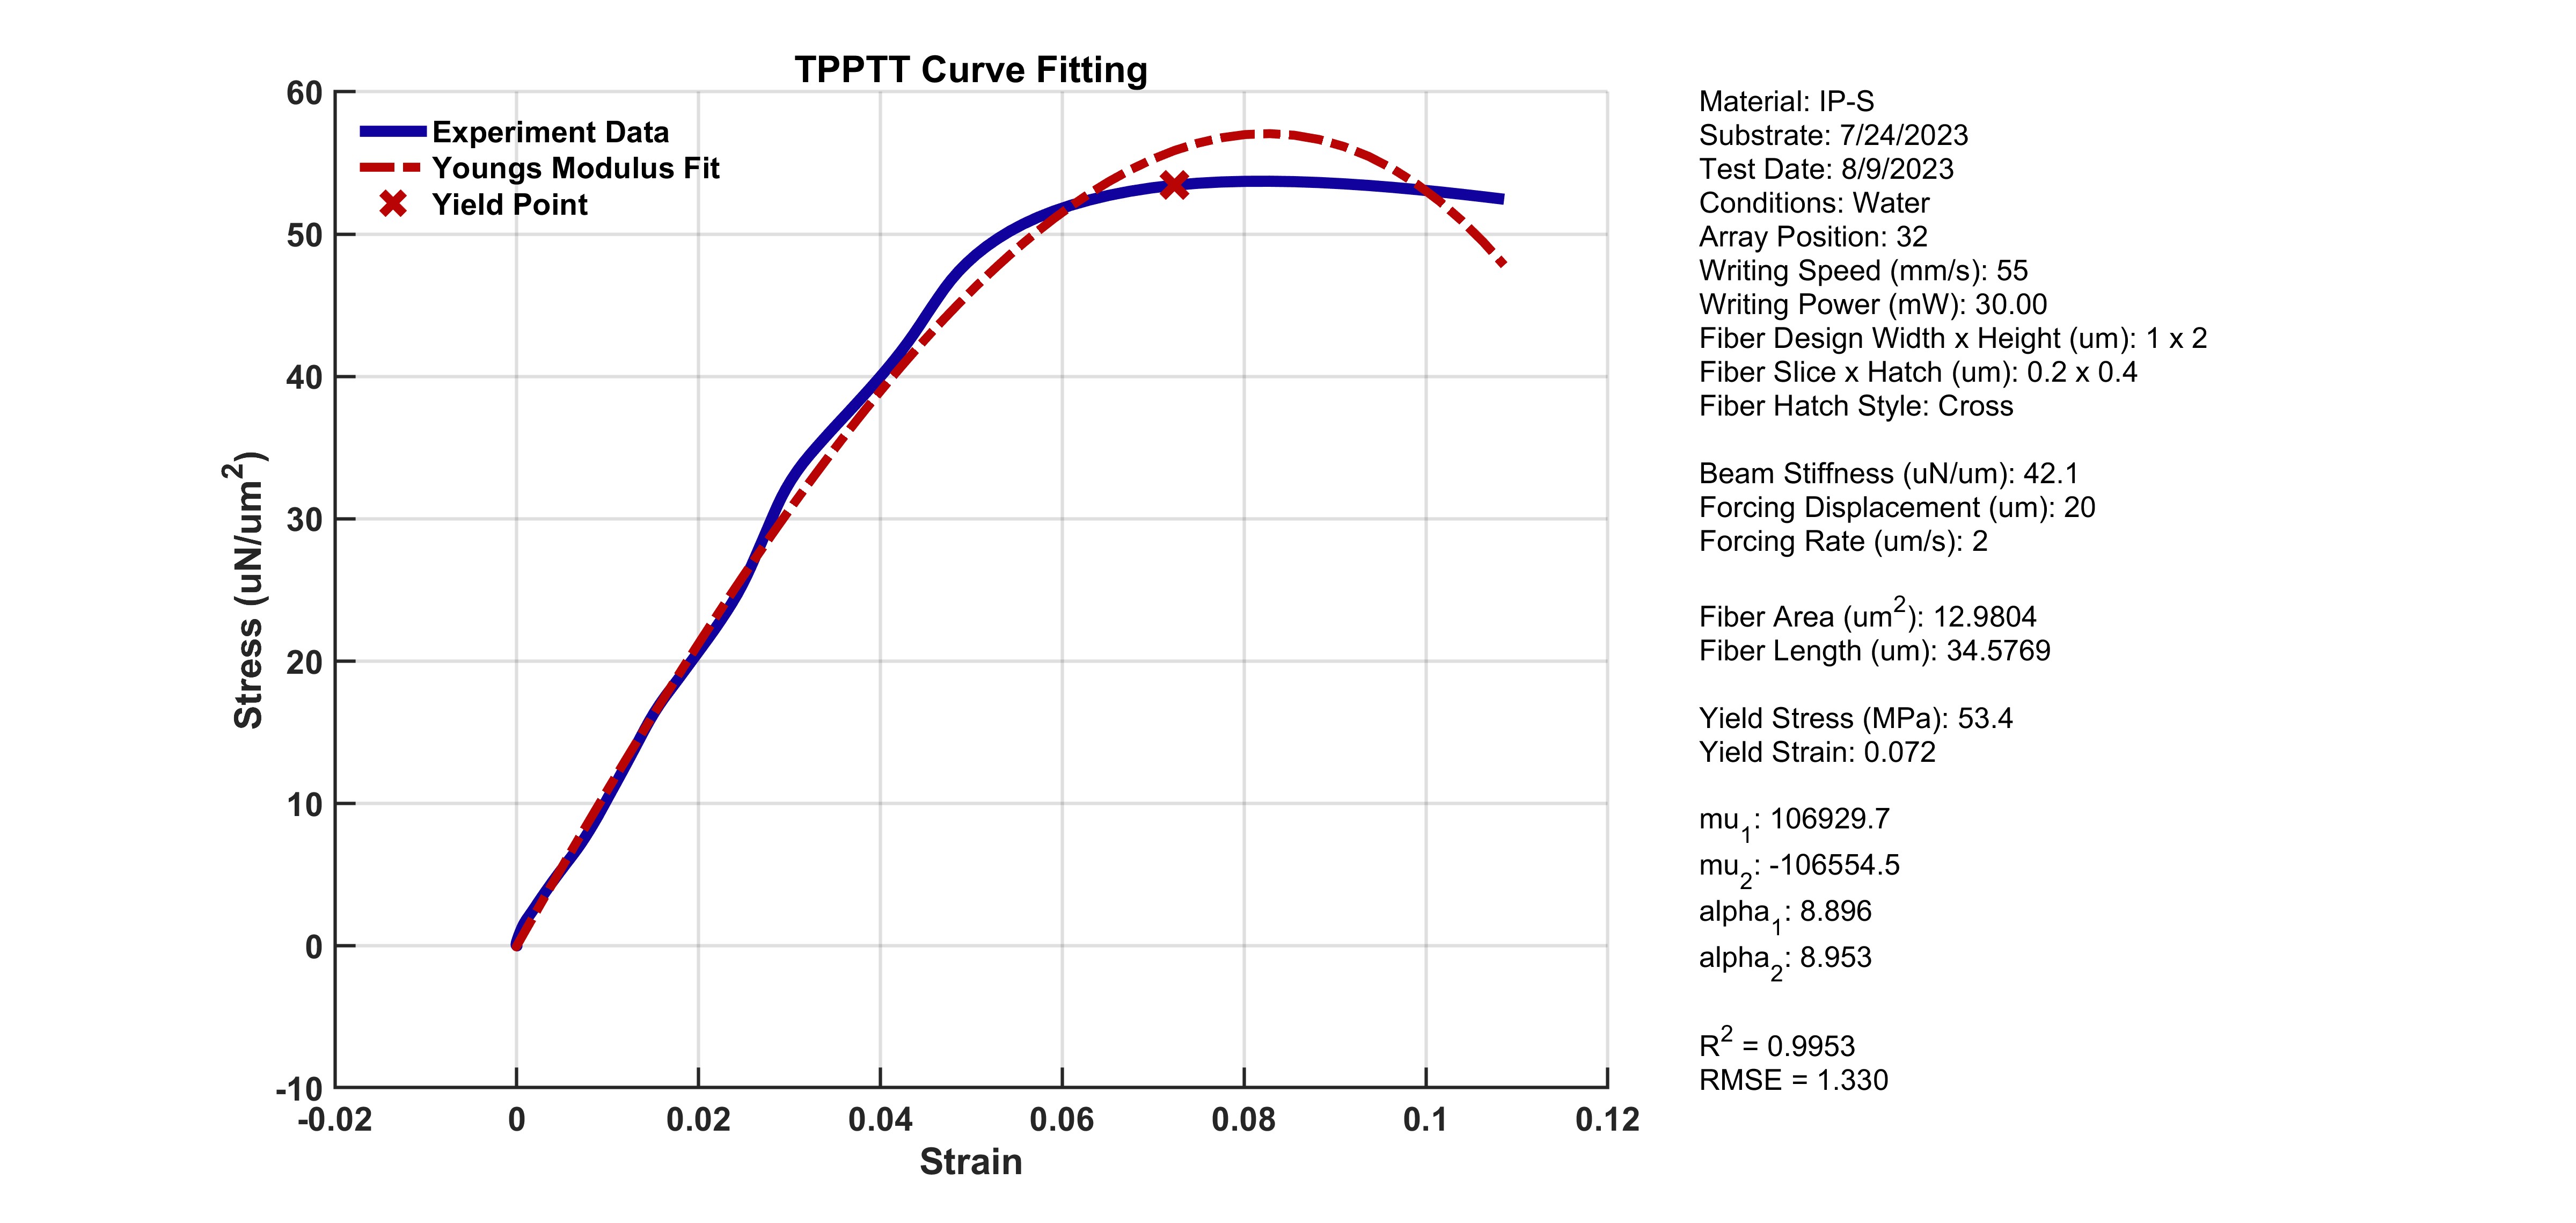 TPPTT Curve Fitting
60
50
40
30
20
10
0
-10
Stress (uN/um²)
Experiment Data
Youngs Modulus Fit
Yield Point
-0.02 0 0.02 0.04 0.06 0.08 0.1 0.12
Strain
Material: IP-S
Substrate: 7/24/2023
Test Date: 8/9/2023
Conditions: Water
Array Position: 32
Writing Speed (mm/s): 55
Writing Power (mW): 30.00
Fiber Design Width x Height (um): 1 x 2
Fiber Slice x Hatch (um): 0.2 x 0.4
Fiber Hatch Style: Cross
Beam Stiffness (uN/um): 42.1
Forcing Displacement (um): 20
Forcing Rate (um/s): 2
Fiber Area (um²): 12.9804
Fiber Length (um): 34.5769
Yield Stress (MPa): 53.4
Yield Strain: 0.072
mu₁: 106929.7
mu₂: -106554.5
alpha₁: 8.896
alpha₂: 8.953
R² = 0.9953
RMSE = 1.330